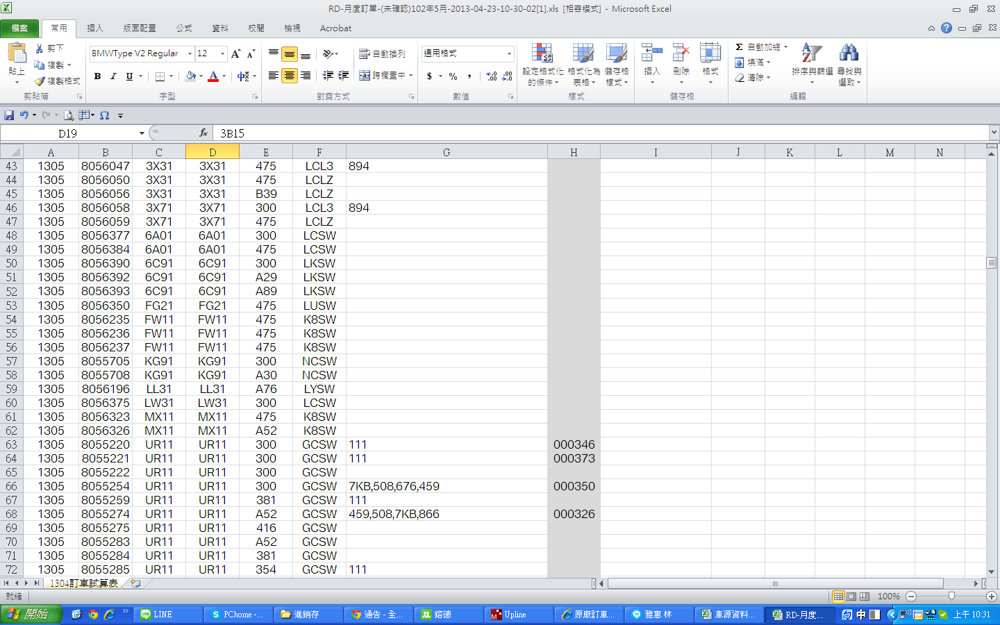 RD-月度訂單-(未確認)102年5月-2013-04-23-10-30-02[1].xls [相容模式] - Microsoft Excel
檔案 常用 插入 版面配置 公式 資料 校閱 檢視 Acrobat
BMWType V2 Regular 12
貼上 剪下 複製 複製格式
自動換列 跨欄置中
通用格式
$ % ,
設定格式化的條件 格式化為表格 儲存格樣式
插入 刪除 格式
Σ 自動加總 填滿 清除
排序與篩選 尋找與選取
剪貼簿 字型 對齊方式 數值 樣式 儲存格 編輯
D19 fx 3B15
A B C D E F G H I J K L M N
43 1305 8056047 3X31 3X31 475 LCL3 894
44 1305 8056050 3X31 3X31 475 LCLZ
45 1305 8056056 3X31 3X31 B39 LCLZ
46 1305 8056058 3X71 3X71 300 LCL3 894
47 1305 8056059 3X71 3X71 475 LCLZ
48 1305 8056377 6A01 6A01 300 LCSW
49 1305 8056384 6A01 6A01 475 LCSW
50 1305 8056390 6C91 6C91 300 LKSW
51 1305 8056392 6C91 6C91 A29 LKSW
52 1305 8056393 6C91 6C91 A89 LKSW
53 1305 8056350 FG21 FG21 475 LUSW
54 1305 8056235 FW11 FW11 475 K8SW
55 1305 8056236 FW11 FW11 475 K8SW
56 1305 8056237 FW11 FW11 475 K8SW
57 1305 8055705 KG91 KG91 300 NCSW
58 1305 8055708 KG91 KG91 A30 NCSW
59 1305 8056196 LL31 LL31 A76 LYSW
60 1305 8056375 LW31 LW31 300 LCSW
61 1305 8056323 MX11 MX11 475 K8SW
62 1305 8056326 MX11 MX11 A52 K8SW
63 1305 8055220 UR11 UR11 300 GCSW 111 000346
64 1305 8055221 UR11 UR11 300 GCSW 111 000373
65 1305 8055222 UR11 UR11 300 GCSW
66 1305 8055254 UR11 UR11 300 GCSW 7KB,508,676,459 000350
67 1305 8055259 UR11 UR11 381 GCSW 111
68 1305 8055274 UR11 UR11 A52 GCSW 459,508,7KB,866 000326
69 1305 8055275 UR11 UR11 416 GCSW
70 1305 8055283 UR11 UR11 A52 GCSW
71 1305 8055284 UR11 UR11 381 GCSW
72 1305 8055285 UR11 UR11 354 GCSW 111
1304訂車試算表
就緒 100%
開始 LINE PChome -... 進銷存 通告 - 全... 鎔德 Upline 原廠訂車... 雅惠 林 車源資料... RD-月度... 中 上午 10:31